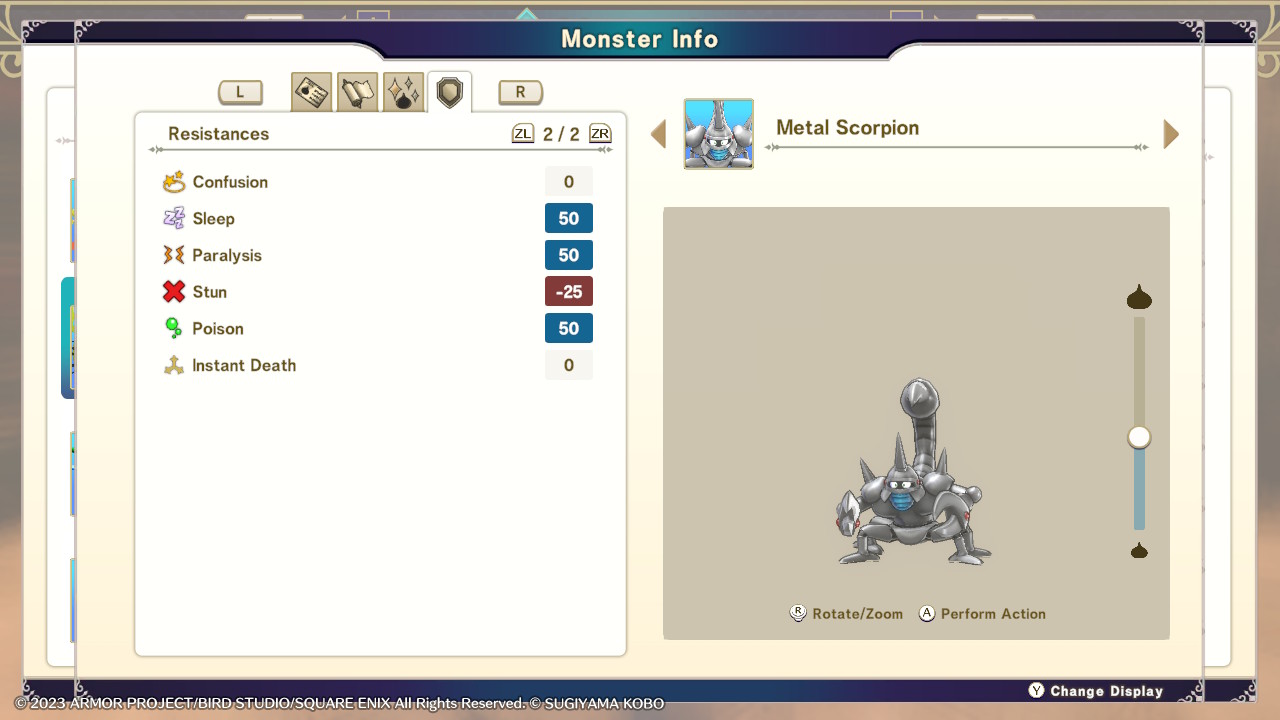 Monster Info
L
R
Resistances
ZL 2 / 2 ZR
Confusion 0
Sleep 50
Paralysis 50
Stun -25
Poison 50
Instant Death 0
Metal Scorpion
R Rotate/Zoom A Perform Action
Y Change Display
© 2023 ARMOR PROJECT/BIRD STUDIO/SQUARE ENIX All Rights Reserved. © SUGIYAMA KOBO